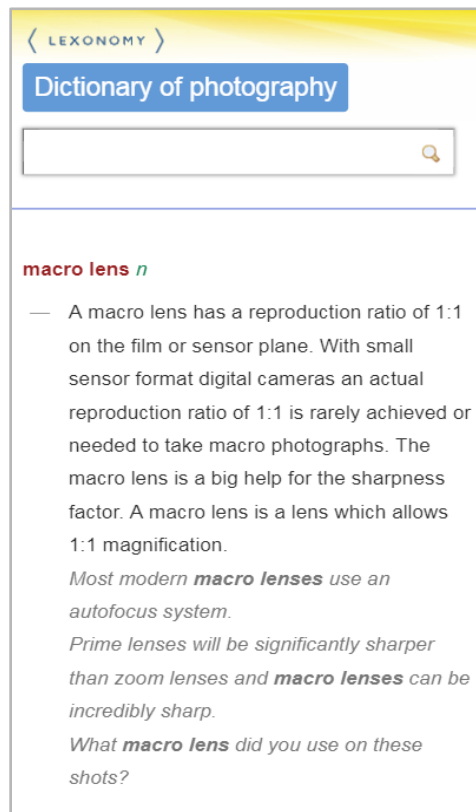 ⟨ LEXONOMY ⟩
Dictionary of photography
macro lens n
— A macro lens has a reproduction ratio of 1:1
on the film or sensor plane. With small
sensor format digital cameras an actual
reproduction ratio of 1:1 is rarely achieved or
needed to take macro photographs. The
macro lens is a big help for the sharpness
factor. A macro lens is a lens which allows
1:1 magnification.
Most modern macro lenses use an
autofocus system.
Prime lenses will be significantly sharper
than zoom lenses and macro lenses can be
incredibly sharp.
What macro lens did you use on these
shots?